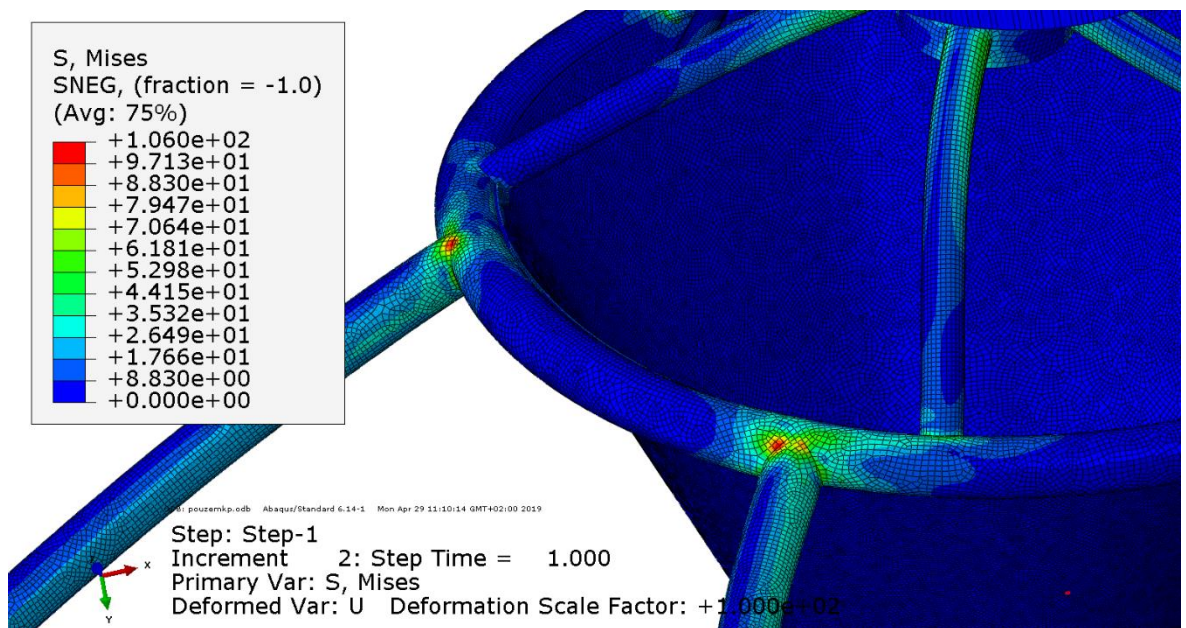 S, Mises
SNEG, (fraction = -1.0)
(Avg: 75%)
+1.060e+02
+9.713e+01
+8.830e+01
+7.947e+01
+7.064e+01
+6.181e+01
+5.298e+01
+4.415e+01
+3.532e+01
+2.649e+01
+1.766e+01
+8.830e+00
+0.000e+00
pouzemkp.odb Abaqus/Standard 6.14-1 Mon Apr 29 11:10:14 GMT+02:00 2019
Step: Step-1
Increment 2: Step Time = 1.000
Primary Var: S, Mises
Deformed Var: U Deformation Scale Factor: +1.000e+02
X
Y